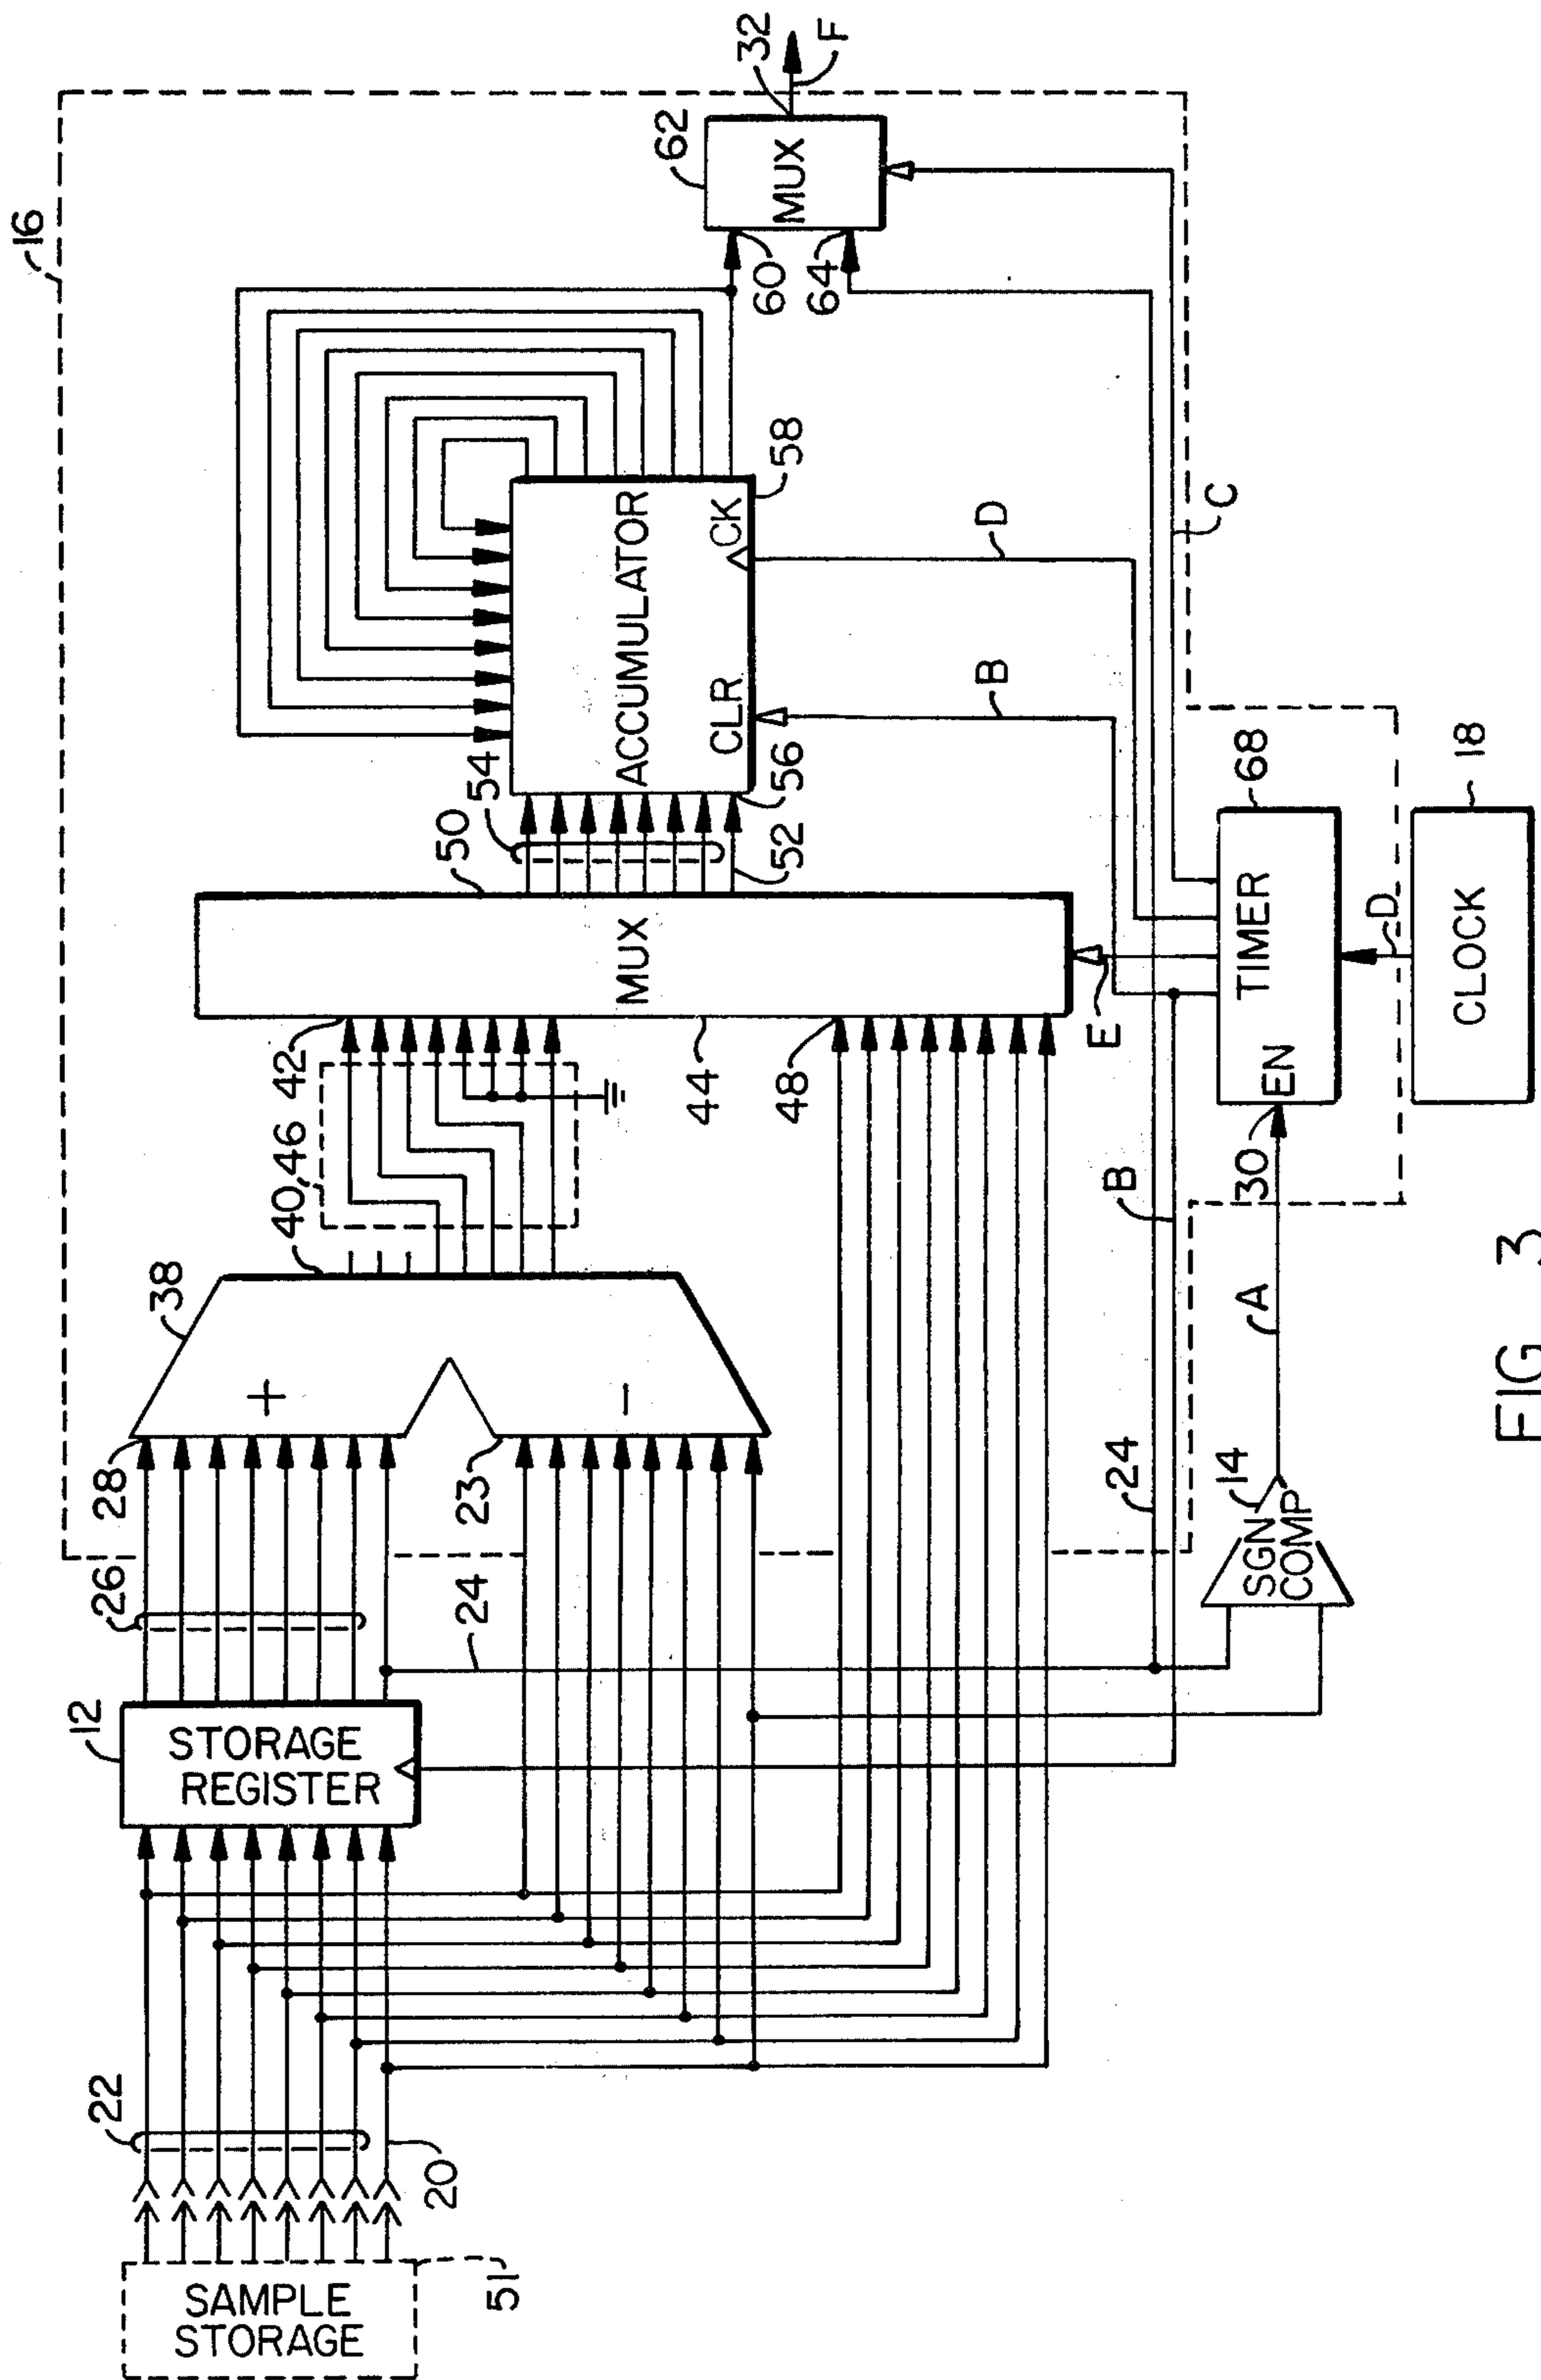 16
62
MUX
32
F
60
64
58
ACCUMULATOR
CLR
CK
54
56
52
50
MUX
42
44
48
40,46
38
+
−
28
23
26
24
12
STORAGE
REGISTER
22
20
SAMPLE
STORAGE
51
D
B
C
E
B
68
TIMER
EN
30
D
CLOCK
18
A
24
14
SGN
COMP
FIG 3